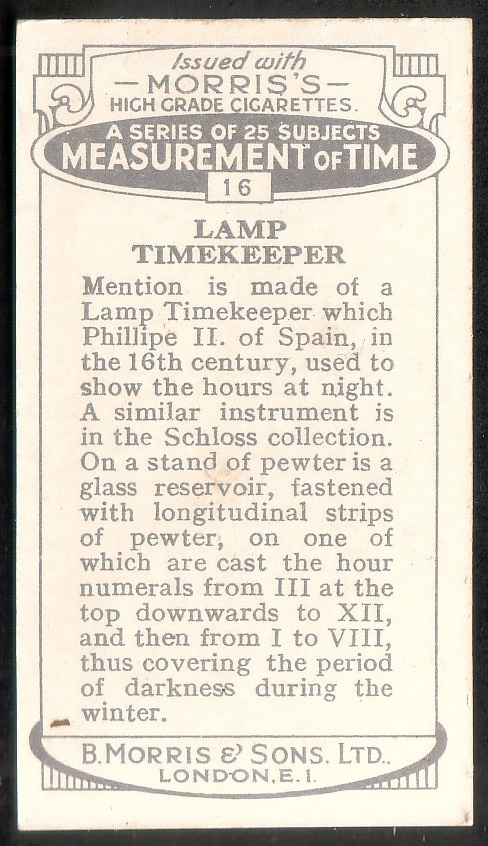 Issued with
—MORRIS'S—
HIGH GRADE CIGARETTES.
A SERIES OF 25 SUBJECTS
MEASUREMENT OF TIME
16
LAMP
TIMEKEEPER
Mention is made of a
Lamp Timekeeper which
Phillipe II. of Spain, in
the 16th century, used to
show the hours at night.
A similar instrument is
in the Schloss collection.
On a stand of pewter is a
glass reservoir, fastened
with longitudinal strips
of pewter, on one of
which are cast the hour
numerals from III at the
top downwards to XII,
and then from I to VIII,
thus covering the period
of darkness during the
winter.
B. MORRIS & SONS. LTD.
LONDON, E.1.